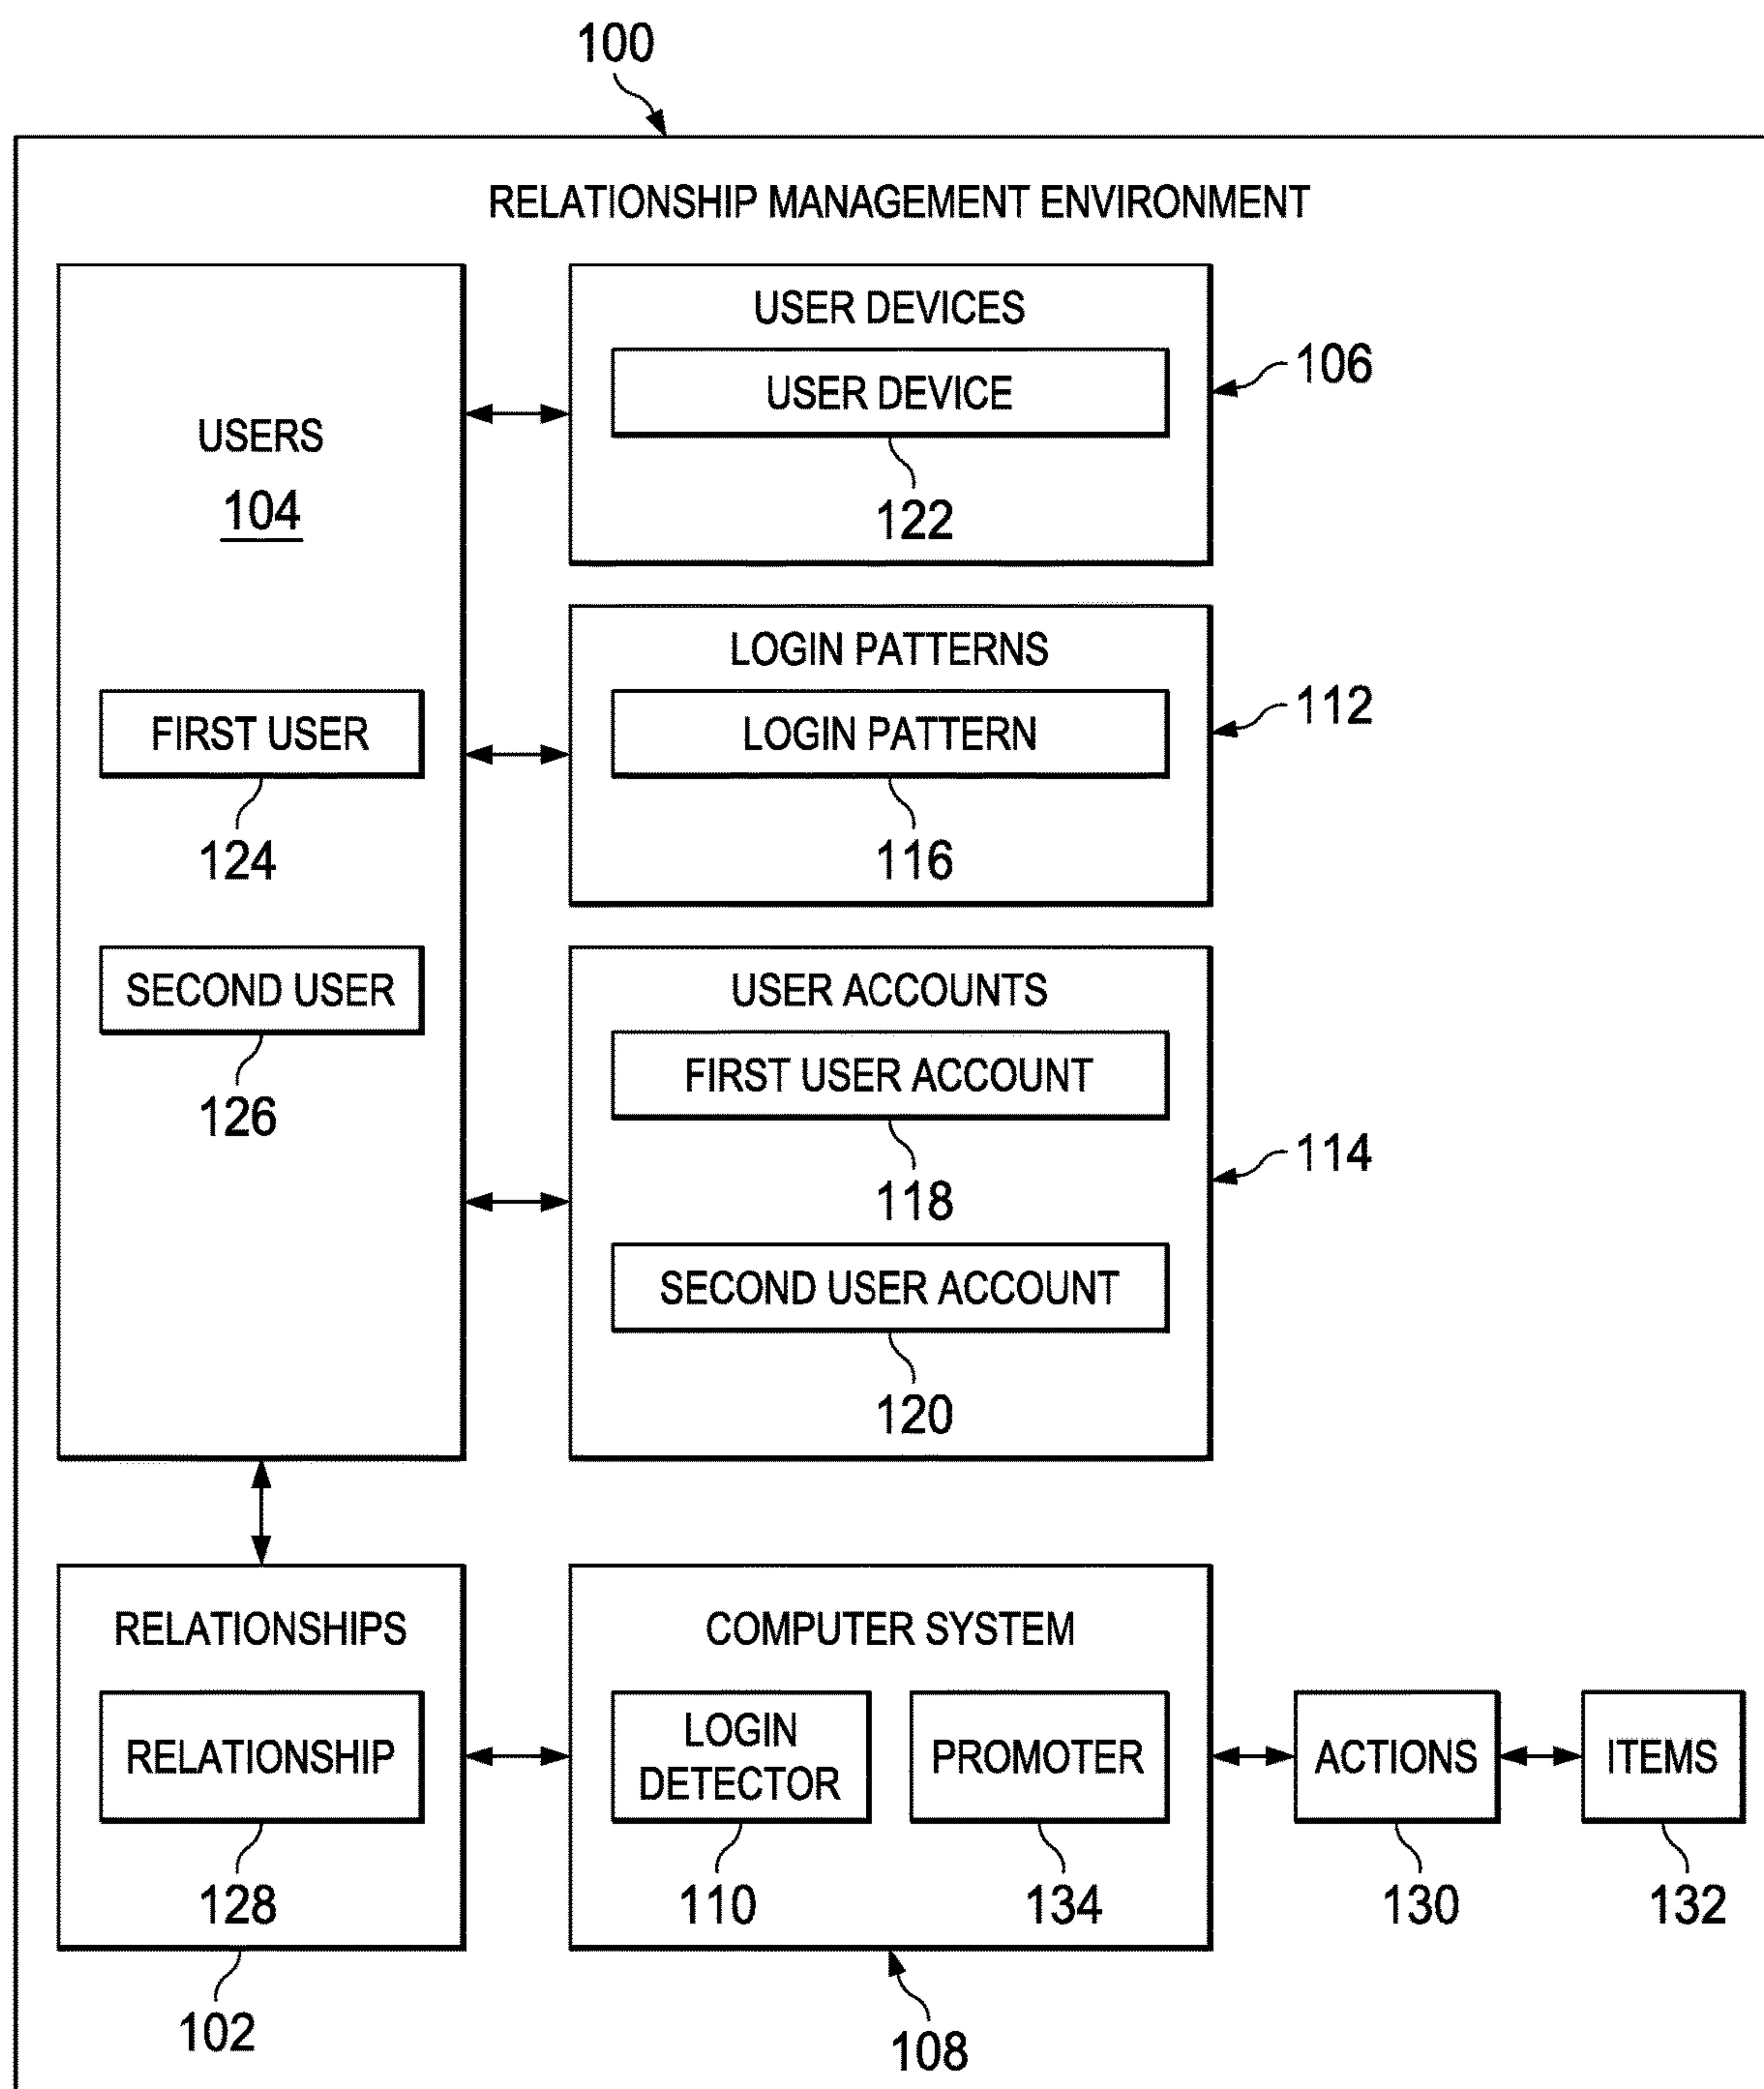 100
RELATIONSHIP MANAGEMENT ENVIRONMENT
USERS
104
FIRST USER
124
SECOND USER
126
USER DEVICES
USER DEVICE
122
106
LOGIN PATTERNS
LOGIN PATTERN
116
112
USER ACCOUNTS
FIRST USER ACCOUNT
118
SECOND USER ACCOUNT
120
114
RELATIONSHIPS
RELATIONSHIP
128
102
COMPUTER SYSTEM
LOGIN
DETECTOR
110
PROMOTER
134
108
ACTIONS
130
ITEMS
132